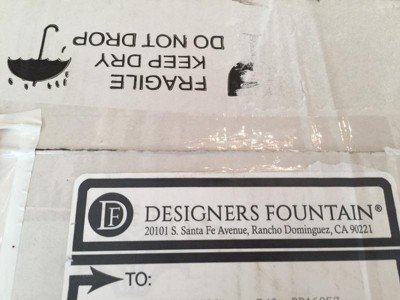 FRAGILE
KEEP DRY
DO NOT DROP
DF DESIGNERS FOUNTAIN®
20101 S. Santa Fe Avenue, Rancho Dominguez, CA 90221
TO: